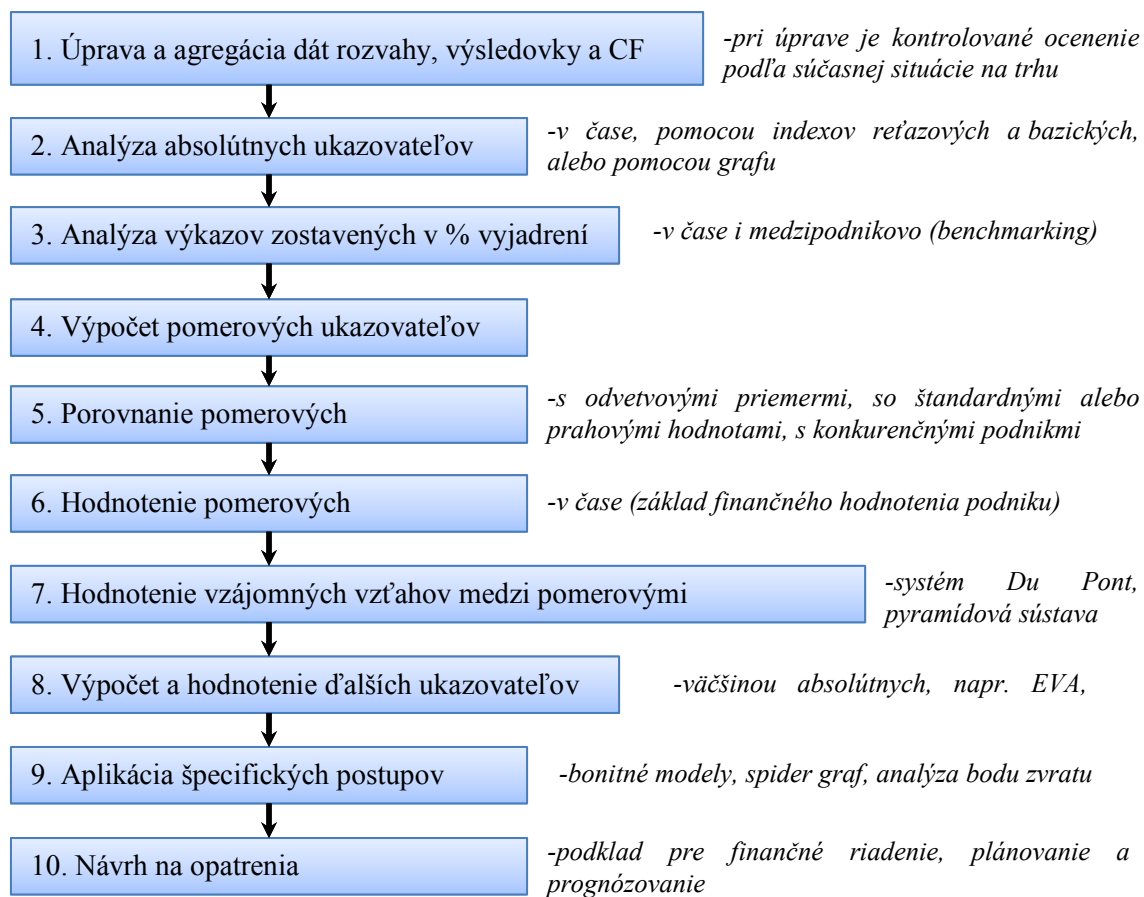 1. Úprava a agregácia dát rozvahy, výsledovky a CF
-pri úprave je kontrolované ocenenie
podľa súčasnej situácie na trhu
2. Analýza absolútnych ukazovateľov
-v čase, pomocou indexov reťazových a bazických,
alebo pomocou grafu
3. Analýza výkazov zostavených v % vyjadrení
-v čase i medzipodnikovo (benchmarking)
4. Výpočet pomerových ukazovateľov
5. Porovnanie pomerových
-s odvetvovými priemermi, so štandardnými alebo
prahovými hodnotami, s konkurenčnými podnikmi
6. Hodnotenie pomerových
-v čase (základ finančného hodnotenia podniku)
7. Hodnotenie vzájomných vzťahov medzi pomerovými
-systém Du Pont,
pyramídová sústava
8. Výpočet a hodnotenie ďalších ukazovateľov
-väčšinou absolútnych, napr. EVA,
9. Aplikácia špecifických postupov
-bonitné modely, spider graf, analýza bodu zvratu
10. Návrh na opatrenia
-podklad pre finančné riadenie, plánovanie a
prognózovanie